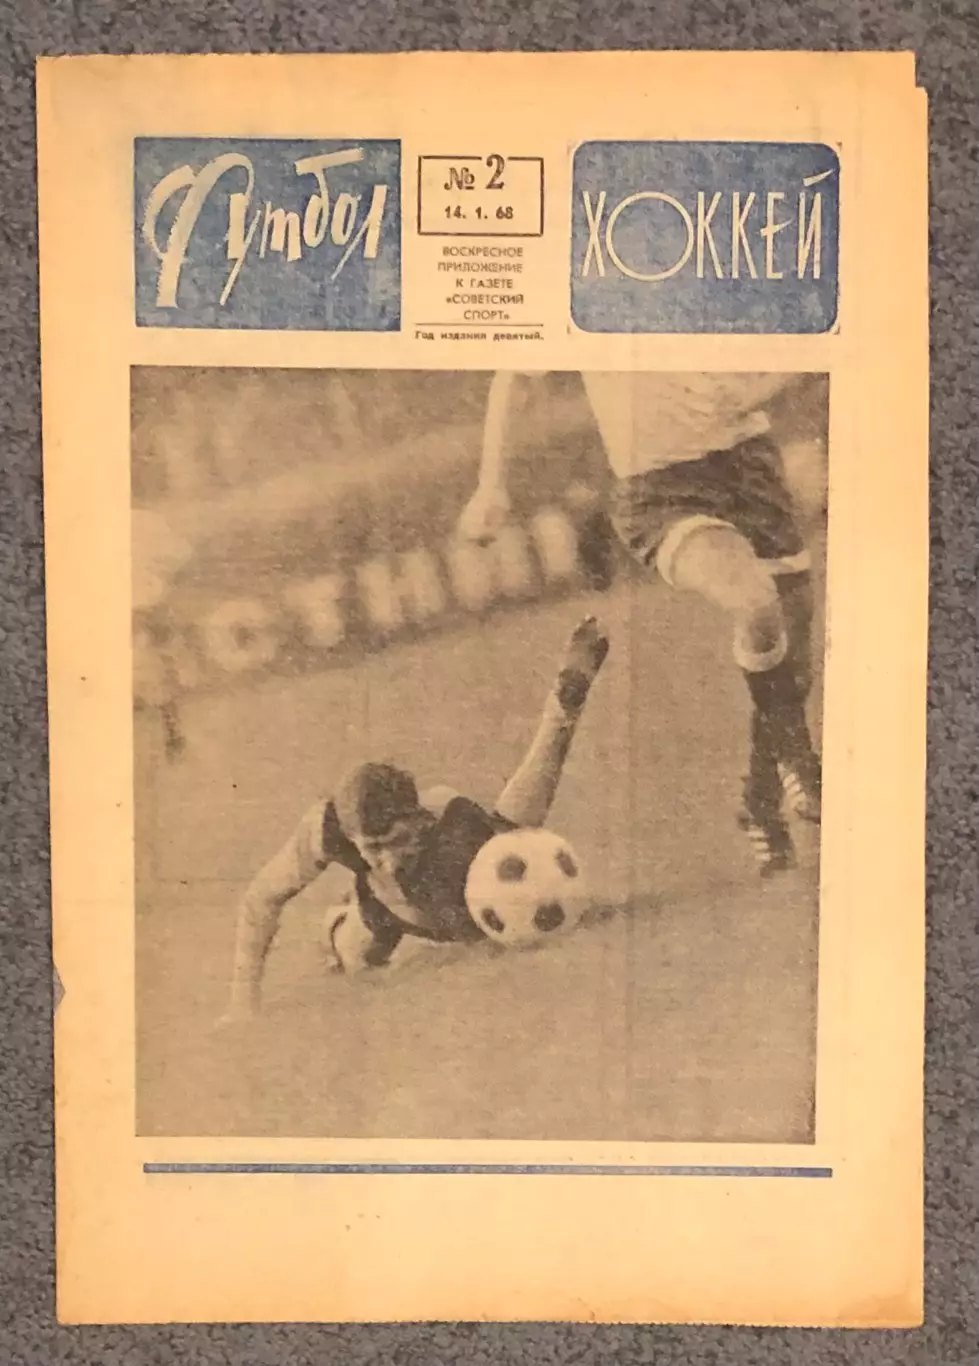 Футбол
№ 2
14. 1. 68
ВОСКРЕСНОЕ
ПРИЛОЖЕНИЕ
К ГАЗЕТЕ
«СОВЕТСКИЙ
СПОРТ»
Год издания девятый.
ХОККЕЙ